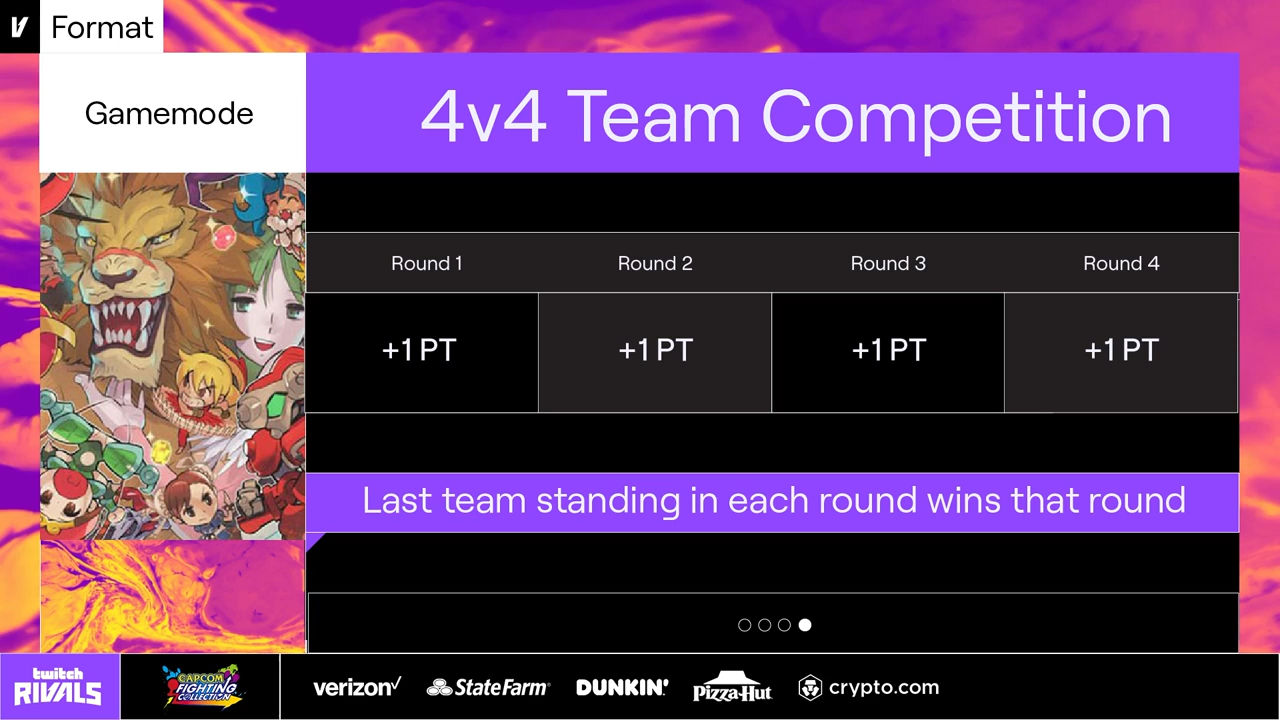 Format
Gamemode
4v4 Team Competition
Round 1
Round 2
Round 3
Round 4
+1 PT
+1 PT
+1 PT
+1 PT
Last team standing in each round wins that round
twitch
RIVALS
CAPCOM
FIGHTING
COLLECTION
verizon✓
StateFarm®
DUNKIN'
Pizza Hut
crypto.com